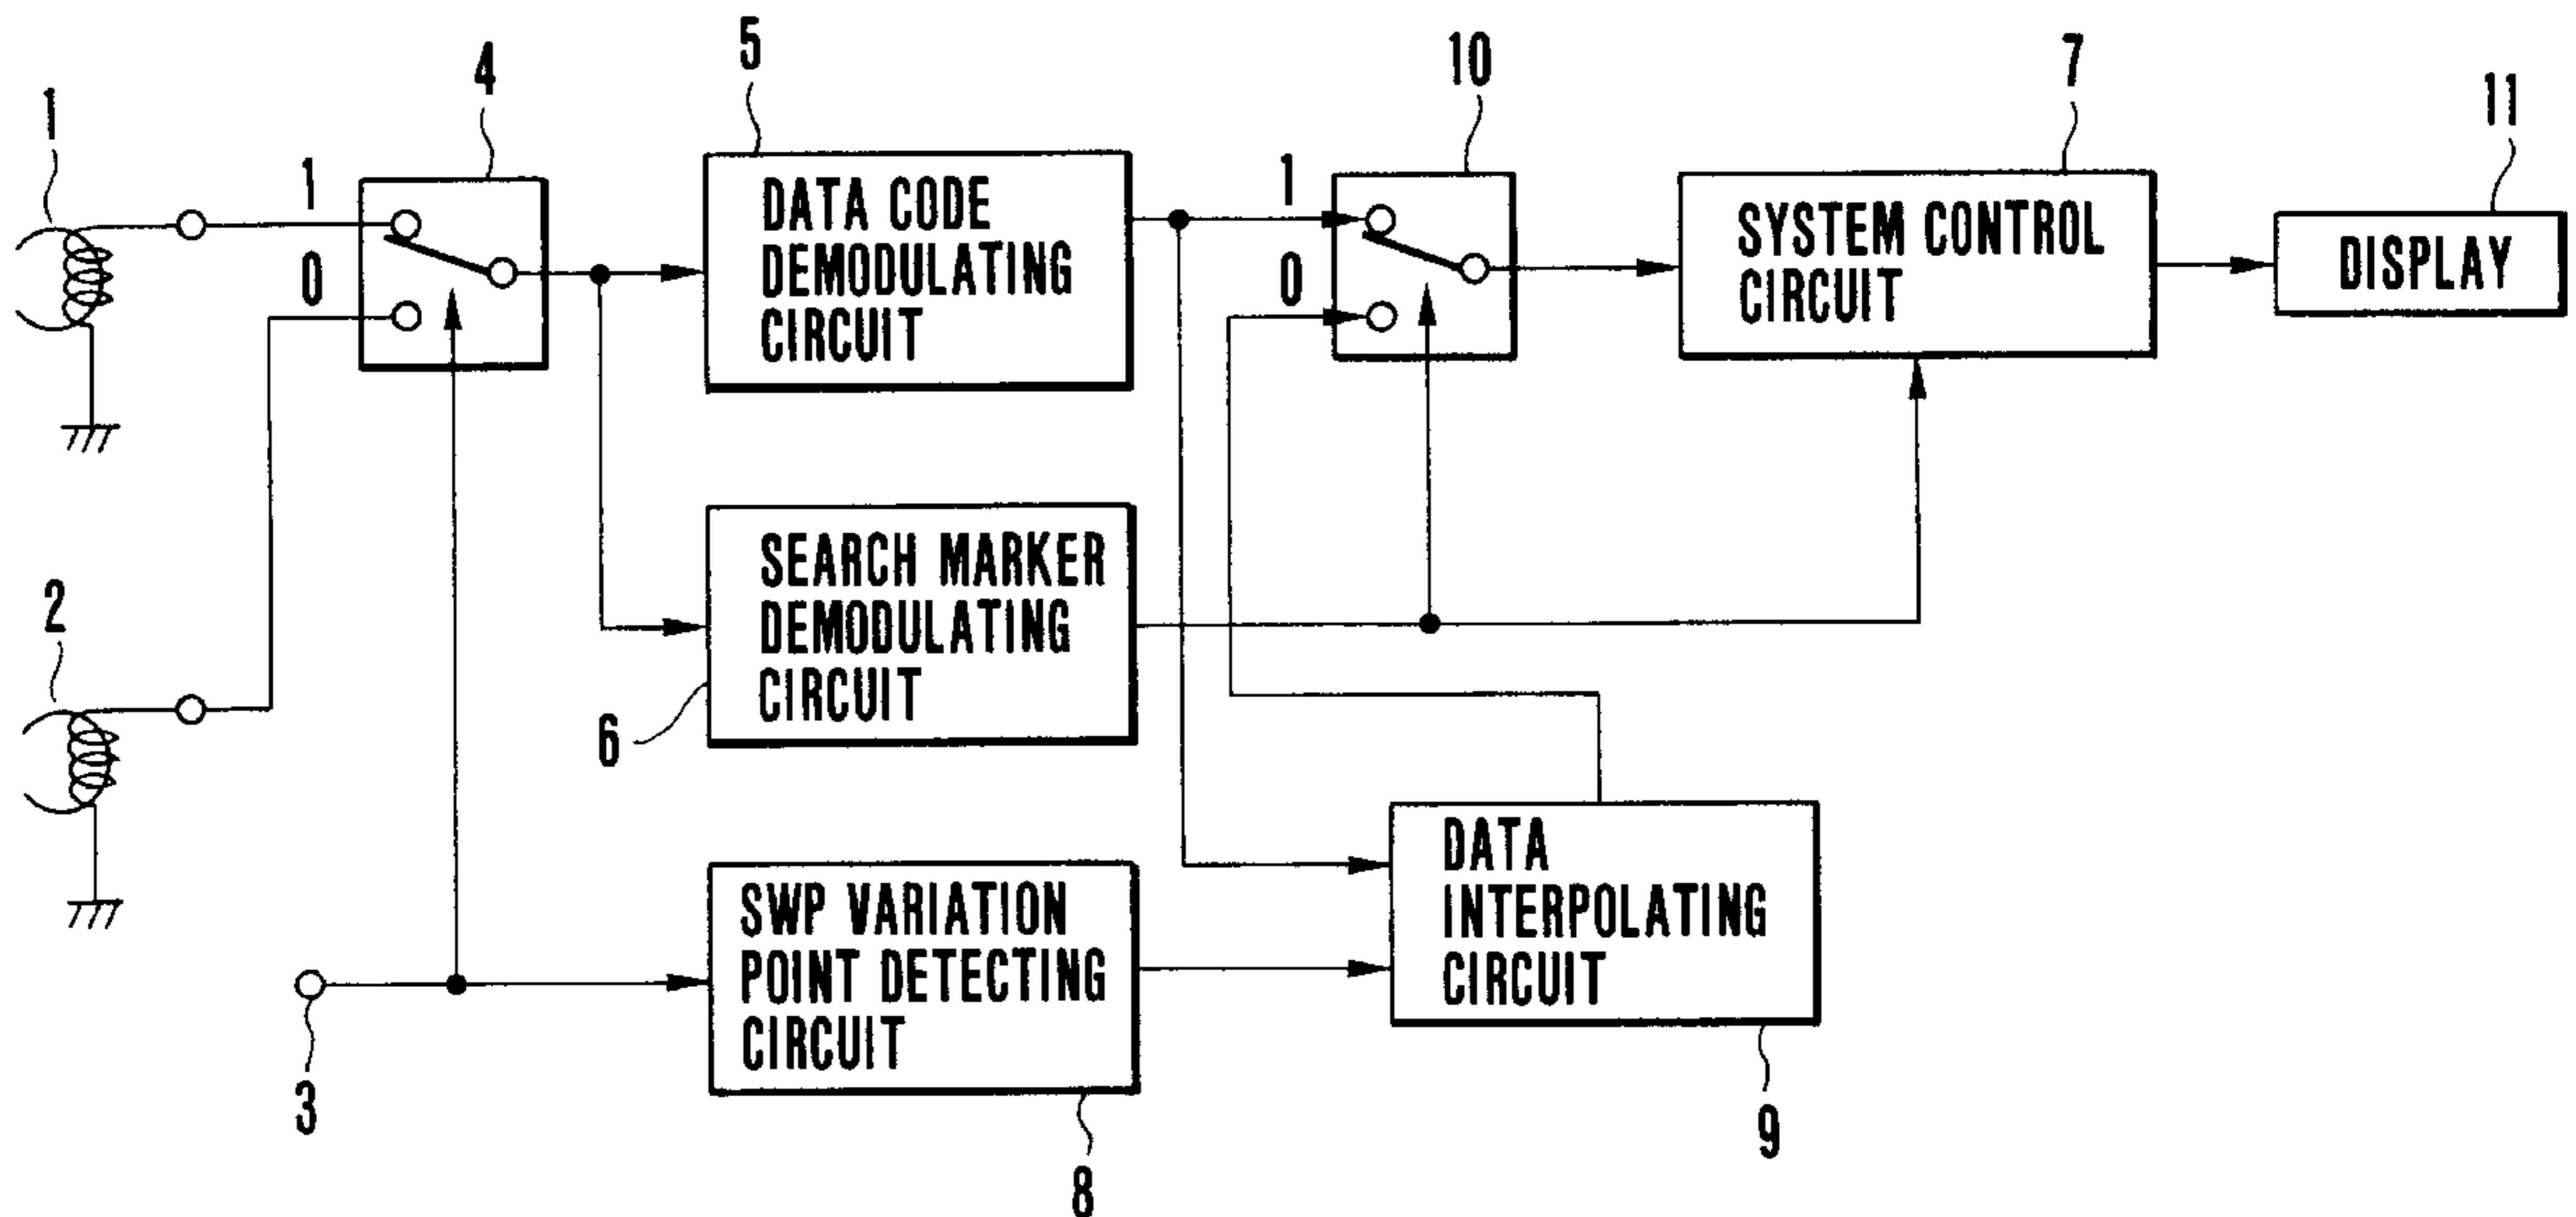 1
4
5
10
7
11
1
0
DATA CODE
DEMODULATING
CIRCUIT
1
0
SYSTEM CONTROL
CIRCUIT
DISPLAY
2
SEARCH MARKER
DEMODULATING
CIRCUIT
6
3
SWP VARIATION
POINT DETECTING
CIRCUIT
8
DATA
INTERPOLATING
CIRCUIT
9